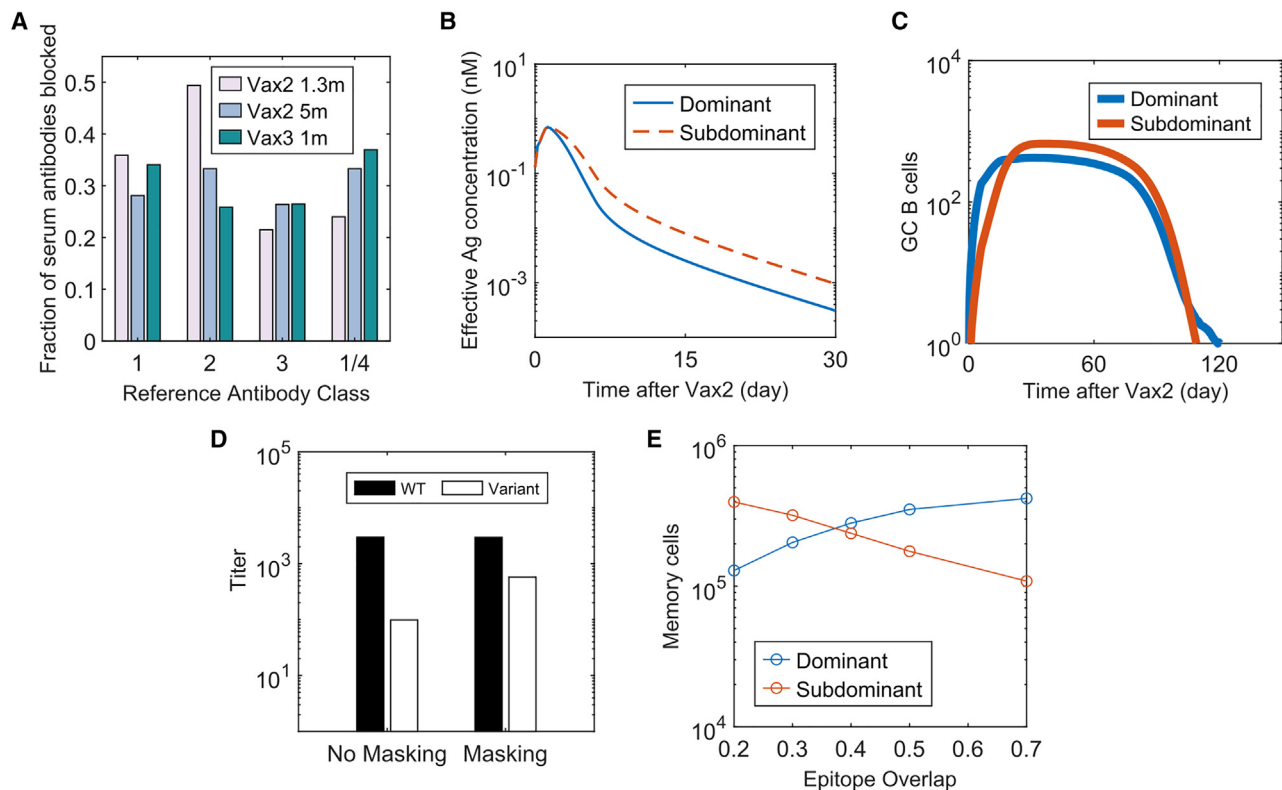 A
Fraction of serum antibodies blocked
0.5
0.4
0.3
0.2
0.1
0
Vax2 1.3m
Vax2 5m
Vax3 1m
1 2 3 1/4
Reference Antibody Class
B
Effective Ag concentration (nM)
10^1
10^-1
10^-3
Dominant
Subdominant
0 15 30
Time after Vax2 (day)
C
GC B cells
10^4
10^2
10^0
Dominant
Subdominant
0 60 120
Time after Vax2 (day)
D
Titer
10^5
10^3
10^1
WT Variant
No Masking Masking
E
Memory cells
10^6
10^5
10^4
Dominant
Subdominant
0.2 0.3 0.4 0.5 0.6 0.7
Epitope Overlap